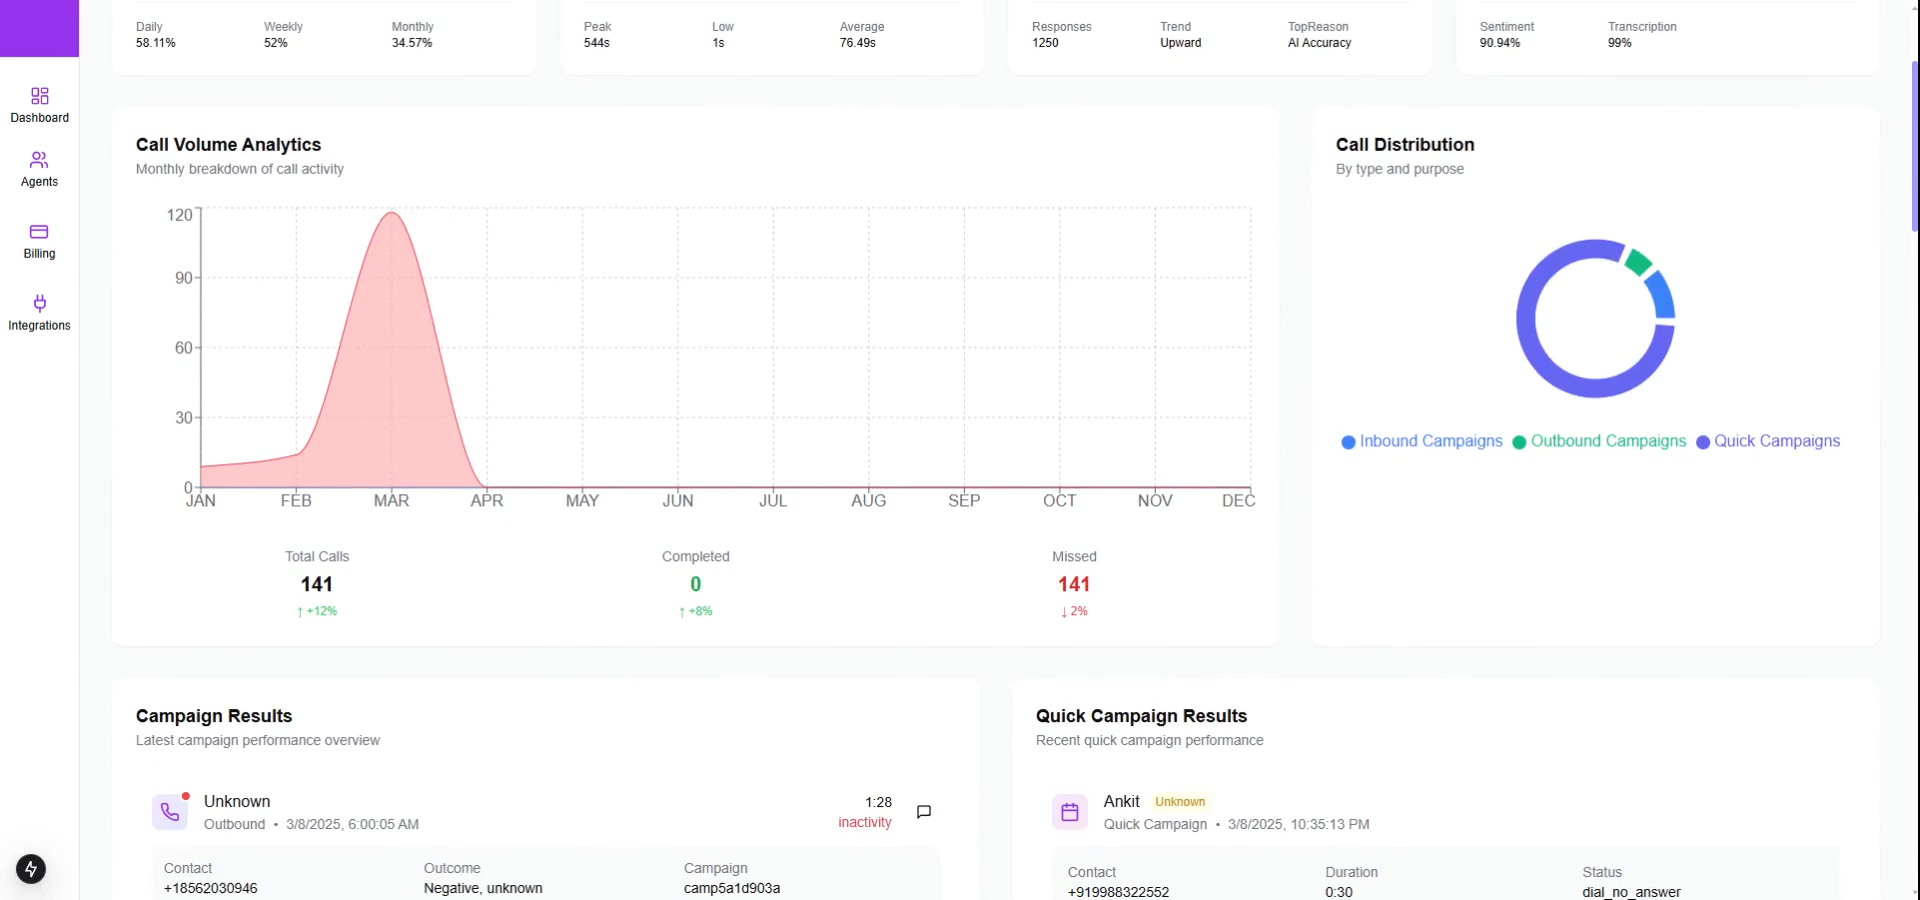 Daily Weekly Monthly
58.11% 52% 34.57%
Peak Low Average
544s 1s 76.49s
Responses Trend TopReason
1250 Upward AI Accuracy
Sentiment Transcription
90.94% 99%
Dashboard
Agents
Billing
Integrations
Call Volume Analytics
Monthly breakdown of call activity
120
90
60
30
0
JAN FEB MAR APR MAY JUN JUL AUG SEP OCT NOV DEC
Total Calls Completed Missed
141 0 141
↑ +12% ↑ +8% ↓ 2%
Call Distribution
By type and purpose
Inbound Campaigns Outbound Campaigns Quick Campaigns
Campaign Results
Latest campaign performance overview
Unknown 1:28
Outbound • 3/8/2025, 6:00:05 AM inactivity
Contact Outcome Campaign
+18562030946 Negative, unknown camp5a1d903a
Quick Campaign Results
Recent quick campaign performance
Ankit Unknown
Quick Campaign • 3/8/2025, 10:35:13 PM
Contact Duration Status
+919988322552 0:30 dial_no_answer